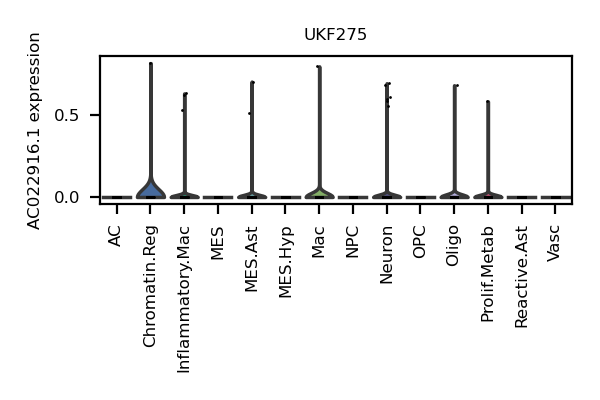 UKF275
AC022916.1 expression
0.5
0.0
AC
Chromatin.Reg
Inflammatory.Mac
MES
MES.Ast
MES.Hyp
Mac
NPC
Neuron
OPC
Oligo
Prolif.Metab
Reactive.Ast
Vasc